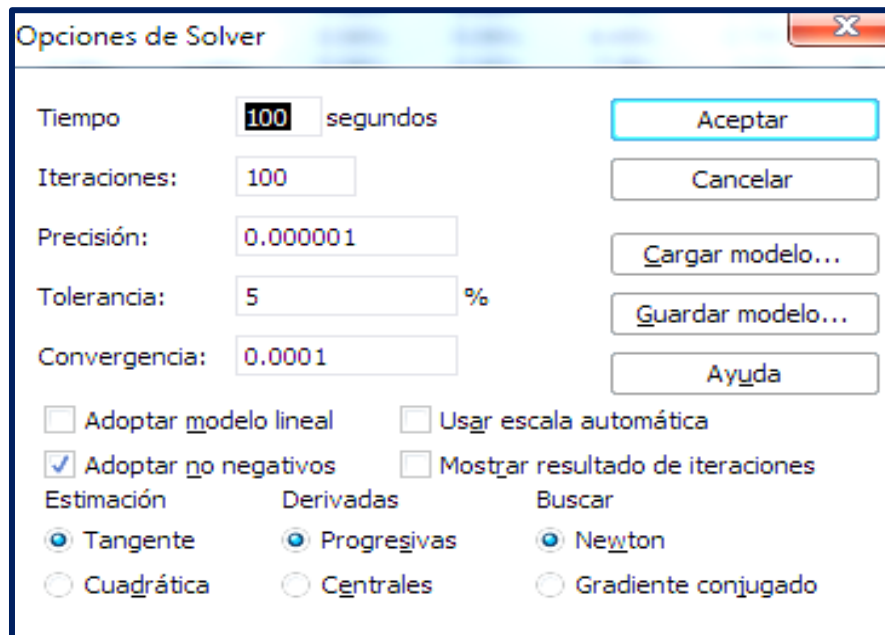 Opciones de Solver
Tiempo 100 segundos
Aceptar
Iteraciones: 100
Cancelar
Precisión: 0.000001
Cargar modelo...
Tolerancia: 5 %
Guardar modelo...
Convergencia: 0.0001
Ayuda
Adoptar modelo lineal
Usar escala automática
Adoptar no negativos
Mostrar resultado de iteraciones
Estimación Derivadas Buscar
Tangente Progresivas Newton
Cuadrática Centrales Gradiente conjugado